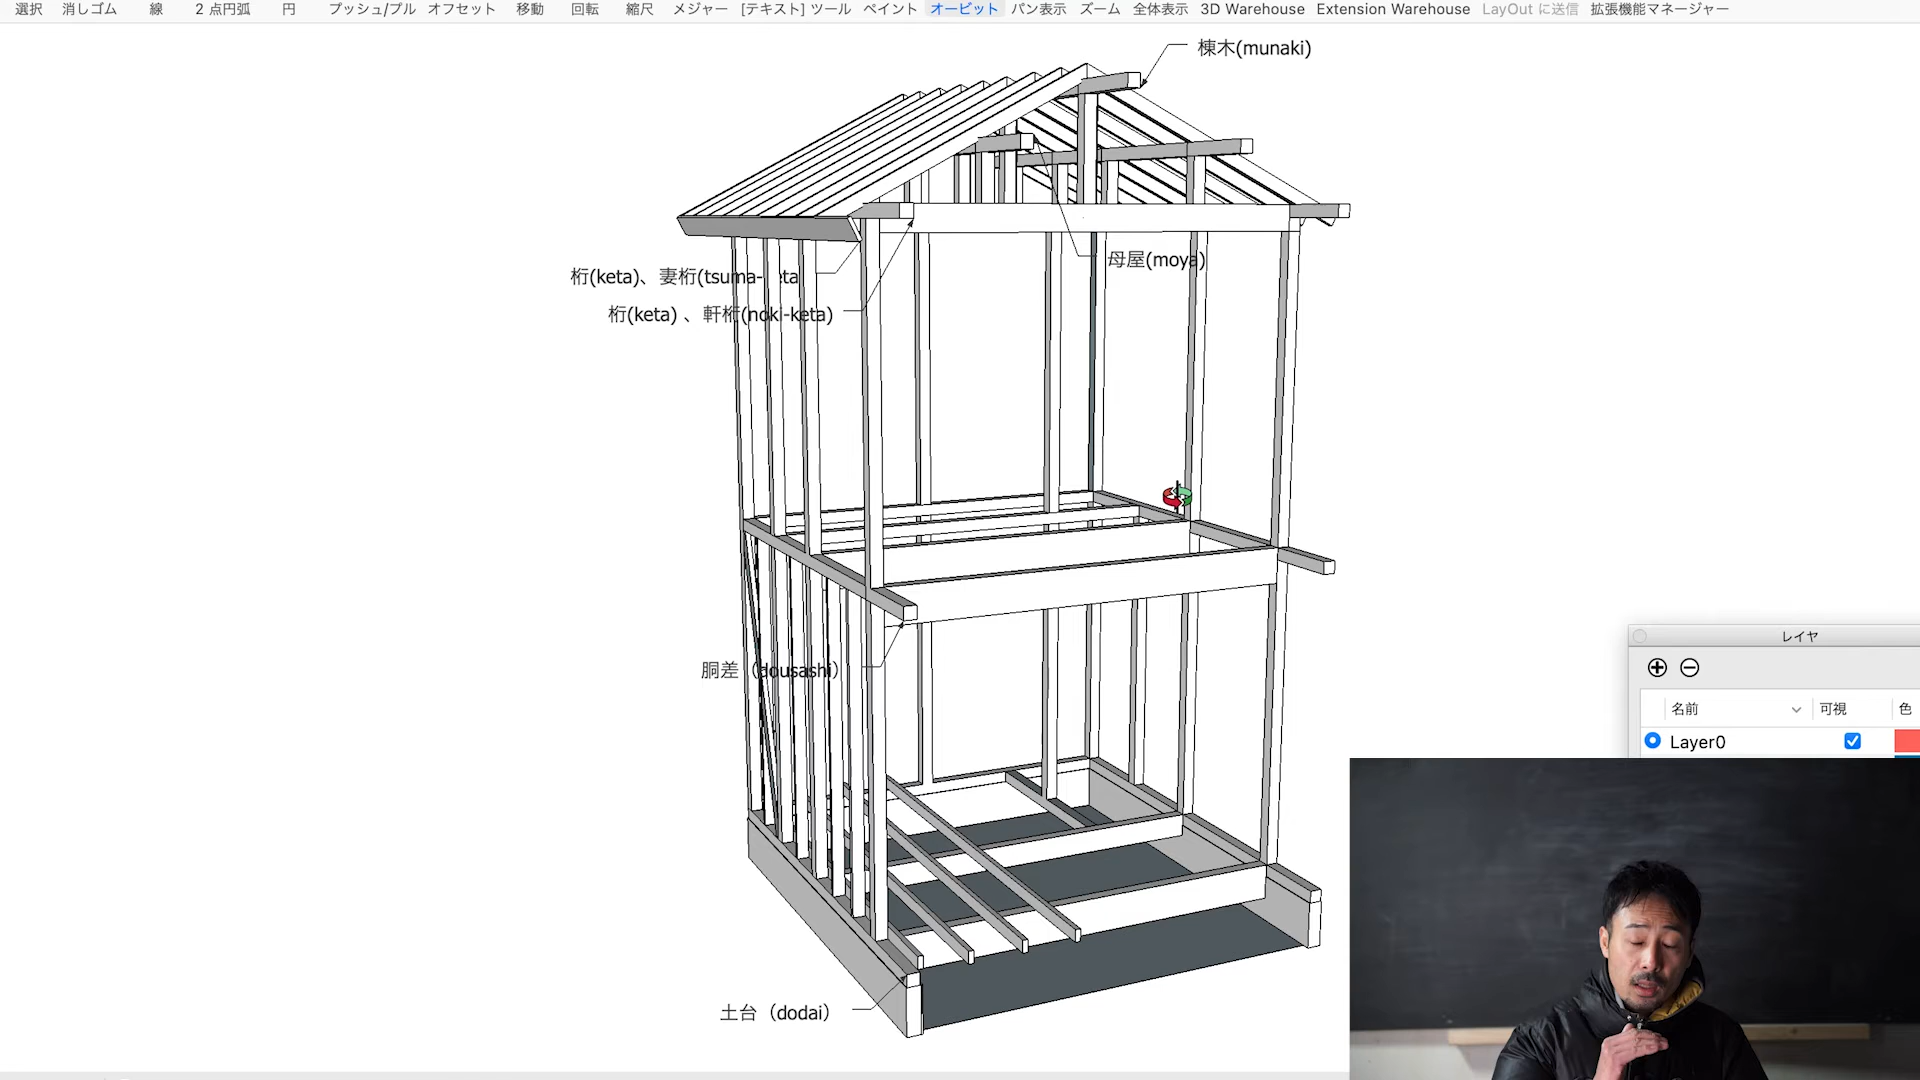 選択 消しゴム 線 2 点円弧 円 プッシュ/プル オフセット 移動 回転 縮尺 メジャー [テキスト] ツール ペイント オービット パン表示 ズーム 全体表示 3D Warehouse Extension Warehouse LayOut に送信 拡張機能マネージャー
棟木(munaki)
母屋(moya)
桁(keta)、妻桁(tsuma- eta
桁(keta) 、軒桁(noki-keta)
胴差（dousashi）
土台（dodai）
レイヤ
名前 可視 色
Layer0